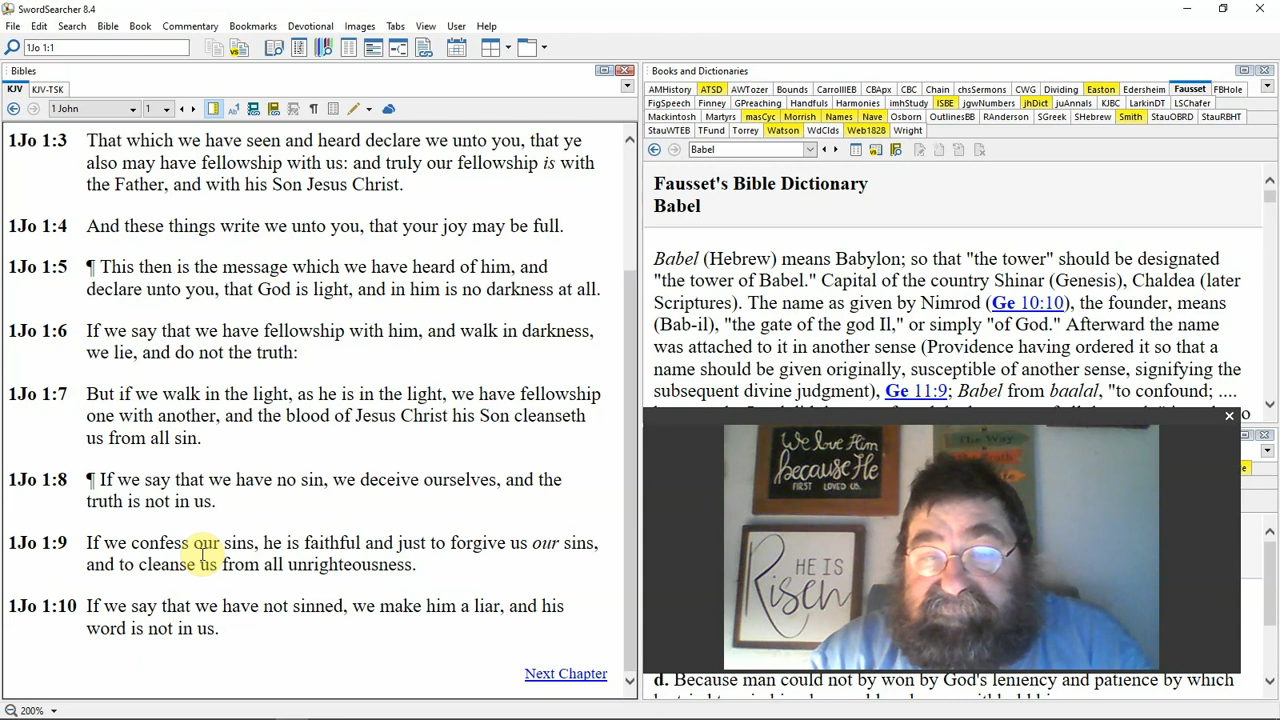 SwordSearcher 8.4
File Edit Search Bible Book Commentary Bookmarks Devotional Images Tabs View User Help
1Jo 1:1
Bibles
KJV KJV-TSK
1 John 1
1Jo 1:3 That which we have seen and heard declare we unto you, that ye
also may have fellowship with us: and truly our fellowship is with
the Father, and with his Son Jesus Christ.
1Jo 1:4 And these things write we unto you, that your joy may be full.
1Jo 1:5 ¶ This then is the message which we have heard of him, and
declare unto you, that God is light, and in him is no darkness at all.
1Jo 1:6 If we say that we have fellowship with him, and walk in darkness,
we lie, and do not the truth:
1Jo 1:7 But if we walk in the light, as he is in the light, we have fellowship
one with another, and the blood of Jesus Christ his Son cleanseth
us from all sin.
1Jo 1:8 ¶ If we say that we have no sin, we deceive ourselves, and the
truth is not in us.
1Jo 1:9 If we confess our sins, he is faithful and just to forgive us our sins,
and to cleanse us from all unrighteousness.
1Jo 1:10 If we say that we have not sinned, we make him a liar, and his
word is not in us.
Next Chapter
200%
Books and Dictionaries
AMHistory ATSD AWTozer Bounds CarrollEIB CBApx CBC Chain chsSermons CWG Dividing Easton Edersheim Fausset FBHole
FigSpeech Finney GPreaching Handfuls Harmonies imhStudy ISBE jgwNumbers jhDict juAnnals KJBC LarkinDT LSChafer
Mackintosh Martyrs masCyc Morrish Names Nave Osborn OutlinesBB RAnderson SGreek SHebrew Smith StauOBRD StauRBHT
StauWTEB TFund Torrey Watson WdClds Web1828 Wright
Babel
Fausset's Bible Dictionary
Babel
Babel (Hebrew) means Babylon; so that "the tower" should be designated
"the tower of Babel." Capital of the country Shinar (Genesis), Chaldea (later
Scriptures). The name as given by Nimrod (Ge 10:10), the founder, means
(Bab-il), "the gate of the god Il," or simply "of God." Afterward the name
was attached to it in another sense (Providence having ordered it so that a
name should be given originally, susceptible of another sense, signifying the
subsequent divine judgment), Ge 11:9; Babel from baalal, "to confound; ....
We love Him
because He
FIRST LOVED US.
The Way
HE IS
Risen
d. Because man could not by won by God's leniency and patience by which